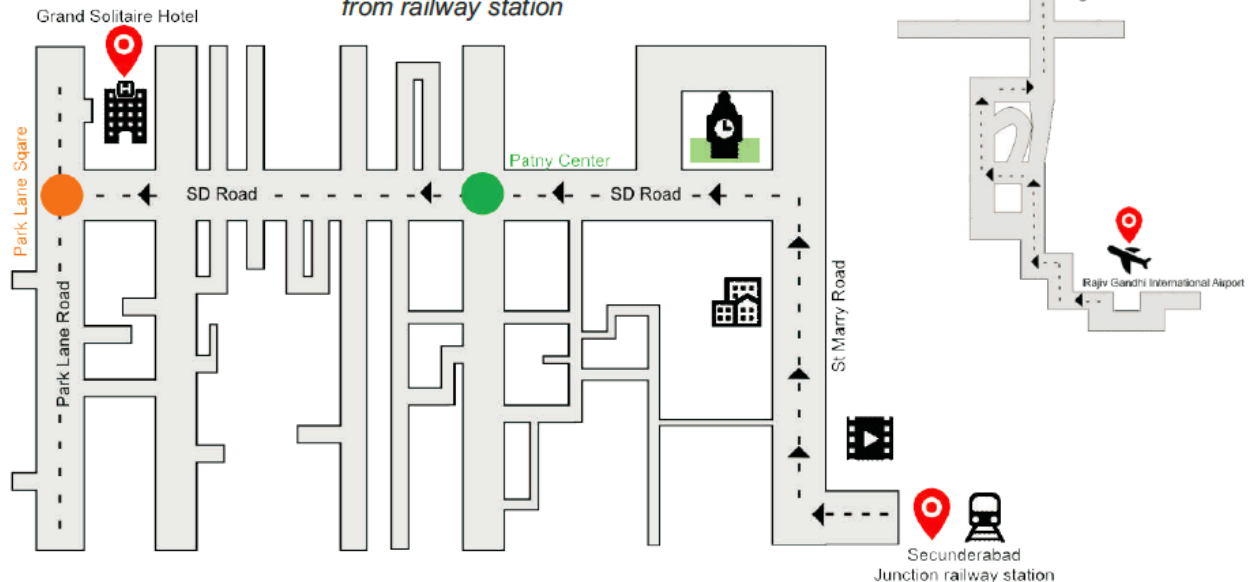 from railway station
Grand Solitaire Hotel
Park Lane Sqare
Patny Center
SD Road
SD Road
Park Lane Road
St Marry Road
Rajiv Gandhi International Airport
Secunderabad
Junction railway station